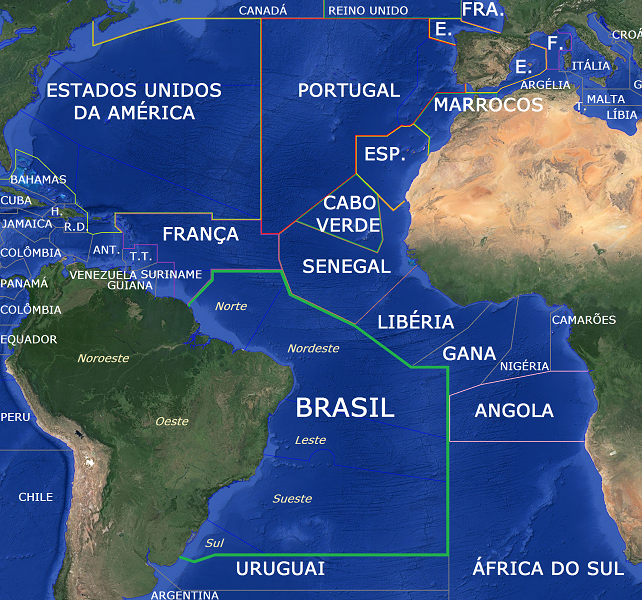 CANADÁ
REINO UNIDO
FRA.
E.
F.
CROÁ
ESTADOS UNIDOS
DA AMÉRICA
PORTUGAL
E.
ITÁLIA
ARGÉLIA
G
MARROCOS
T.
MALTA
LÍBIA
ESP.
BAHAMAS
CUBA
H.
CABO
VERDE
JAMAICA
R.D.
FRANÇA
COLÔMBIA
ANT.
T.T.
SENEGAL
VENEZUELA
SURINAME
PANAMÁ
GUIANA
COLÔMBIA
Norte
LIBÉRIA
CAMARÕES
EQUADOR
Noroeste
Nordeste
GANA
NIGÉRIA
BRASIL
ANGOLA
PERU
Oeste
Leste
CHILE
Sueste
Sul
URUGUAI
ÁFRICA DO SUL
ARGENTINA